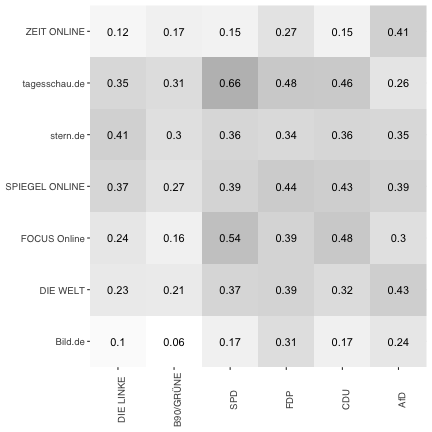 ZEIT ONLINE 0.12 0.17 0.15 0.27 0.15 0.41
tagesschau.de 0.35 0.31 0.66 0.48 0.46 0.26
stern.de 0.41 0.3 0.36 0.34 0.36 0.35
SPIEGEL ONLINE 0.37 0.27 0.39 0.44 0.43 0.39
FOCUS Online 0.24 0.16 0.54 0.39 0.48 0.3
DIE WELT 0.23 0.21 0.37 0.39 0.32 0.43
Bild.de 0.1 0.06 0.17 0.31 0.17 0.24
DIE LINKE B90/GRÜNE SPD FDP CDU AfD